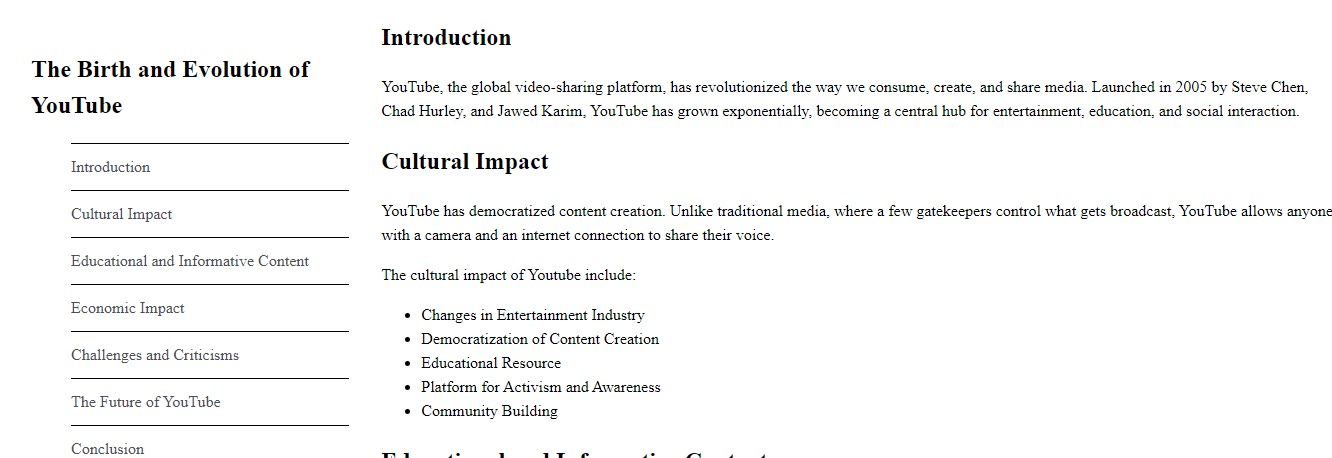 The Birth and Evolution of
YouTube
Introduction
Cultural Impact
Educational and Informative Content
Economic Impact
Challenges and Criticisms
The Future of YouTube
Conclusion
Introduction
YouTube, the global video-sharing platform, has revolutionized the way we consume, create, and share media. Launched in 2005 by Steve Chen,
Chad Hurley, and Jawed Karim, YouTube has grown exponentially, becoming a central hub for entertainment, education, and social interaction.
Cultural Impact
YouTube has democratized content creation. Unlike traditional media, where a few gatekeepers control what gets broadcast, YouTube allows anyone
with a camera and an internet connection to share their voice.
The cultural impact of Youtube include:
Changes in Entertainment Industry
Democratization of Content Creation
Educational Resource
Platform for Activism and Awareness
Community Building
Educational and Informative Content